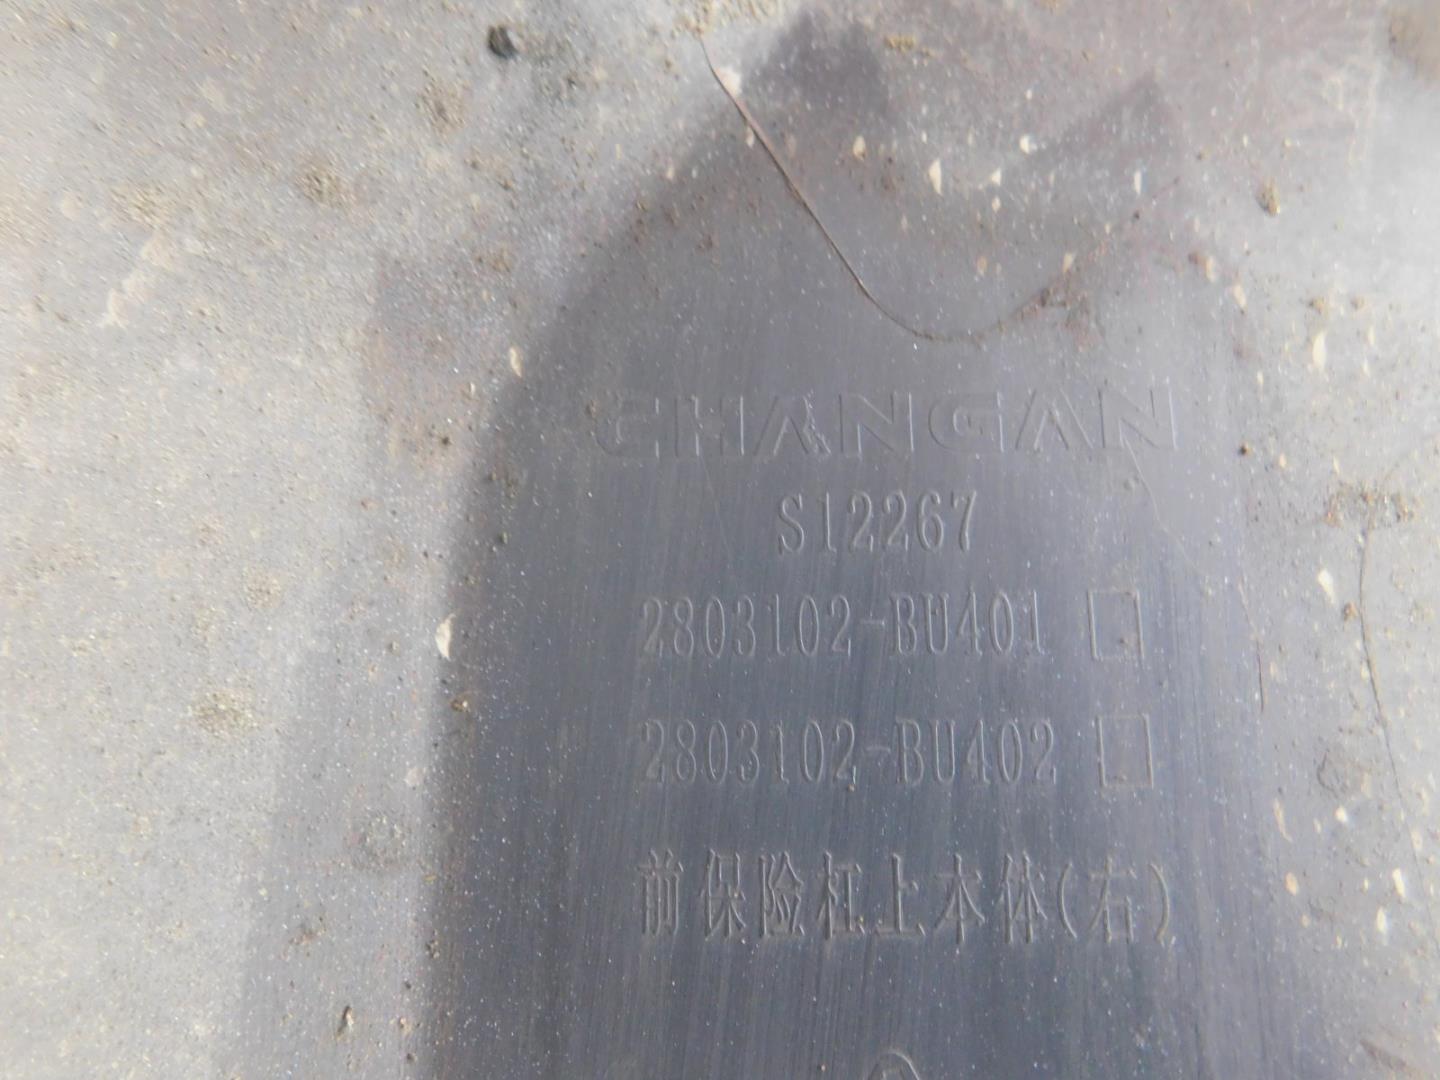 CHANGAN
S12267
2803102-BU401 □
2803102-BU402 □
前保险杠上本体(右)